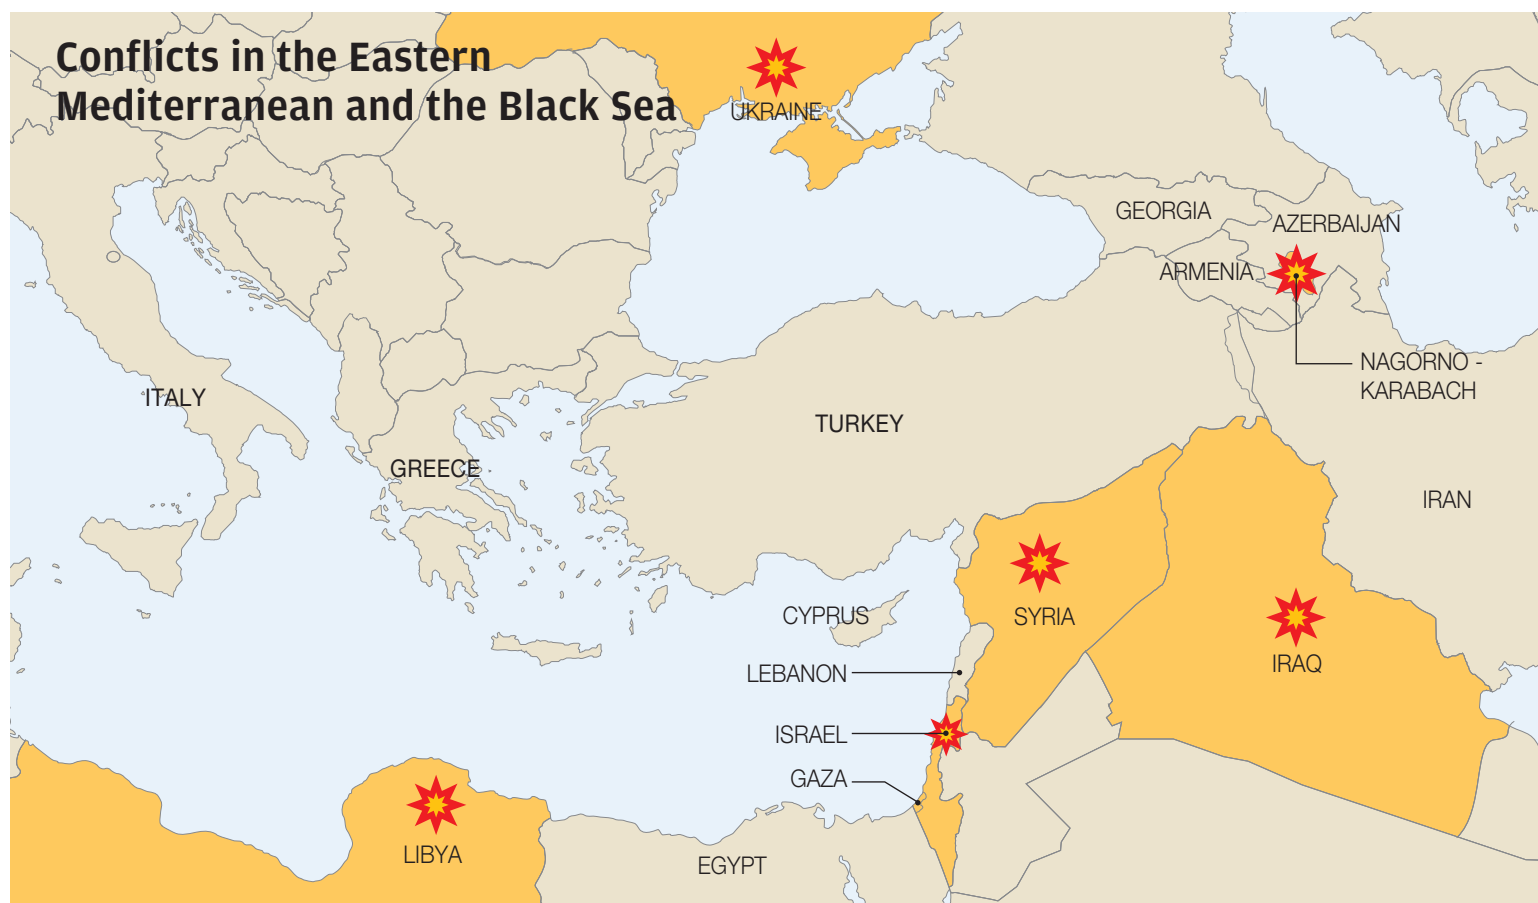 Conflicts in the Eastern
Mediterranean and the Black Sea
UKRAINE
GEORGIA
AZERBAIJAN
ARMENIA
NAGORNO -
KARABACH
ITALY
TURKEY
GREECE
IRAN
CYPRUS
SYRIA
LEBANON
IRAQ
ISRAEL
GAZA
LIBYA
EGYPT